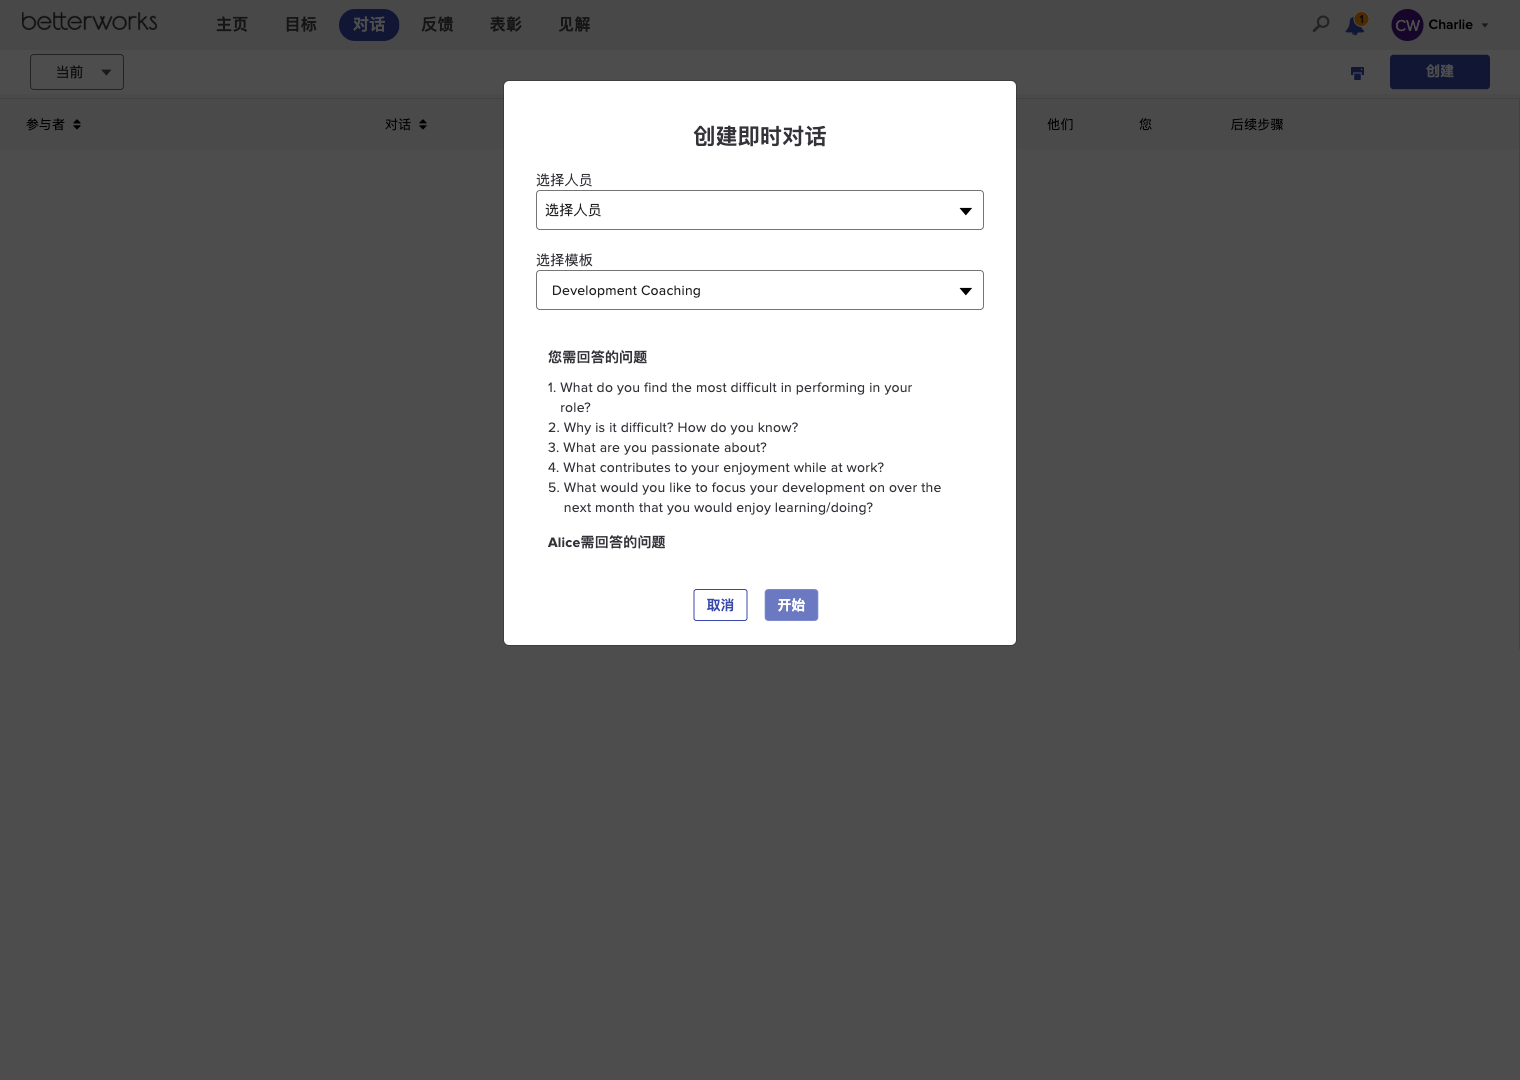 betterworks
主页
目标
对话
反馈
表彰
见解
1
CW
Charlie
当前
创建
参与者
对话
他们
您
后续步骤
创建即时对话
选择人员
选择人员
选择模板
Development Coaching
您需回答的问题
1. What do you find the most difficult in performing in your
role?
2. Why is it difficult? How do you know?
3. What are you passionate about?
4. What contributes to your enjoyment while at work?
5. What would you like to focus your development on over the
next month that you would enjoy learning/doing?
Alice需回答的问题
取消
开始